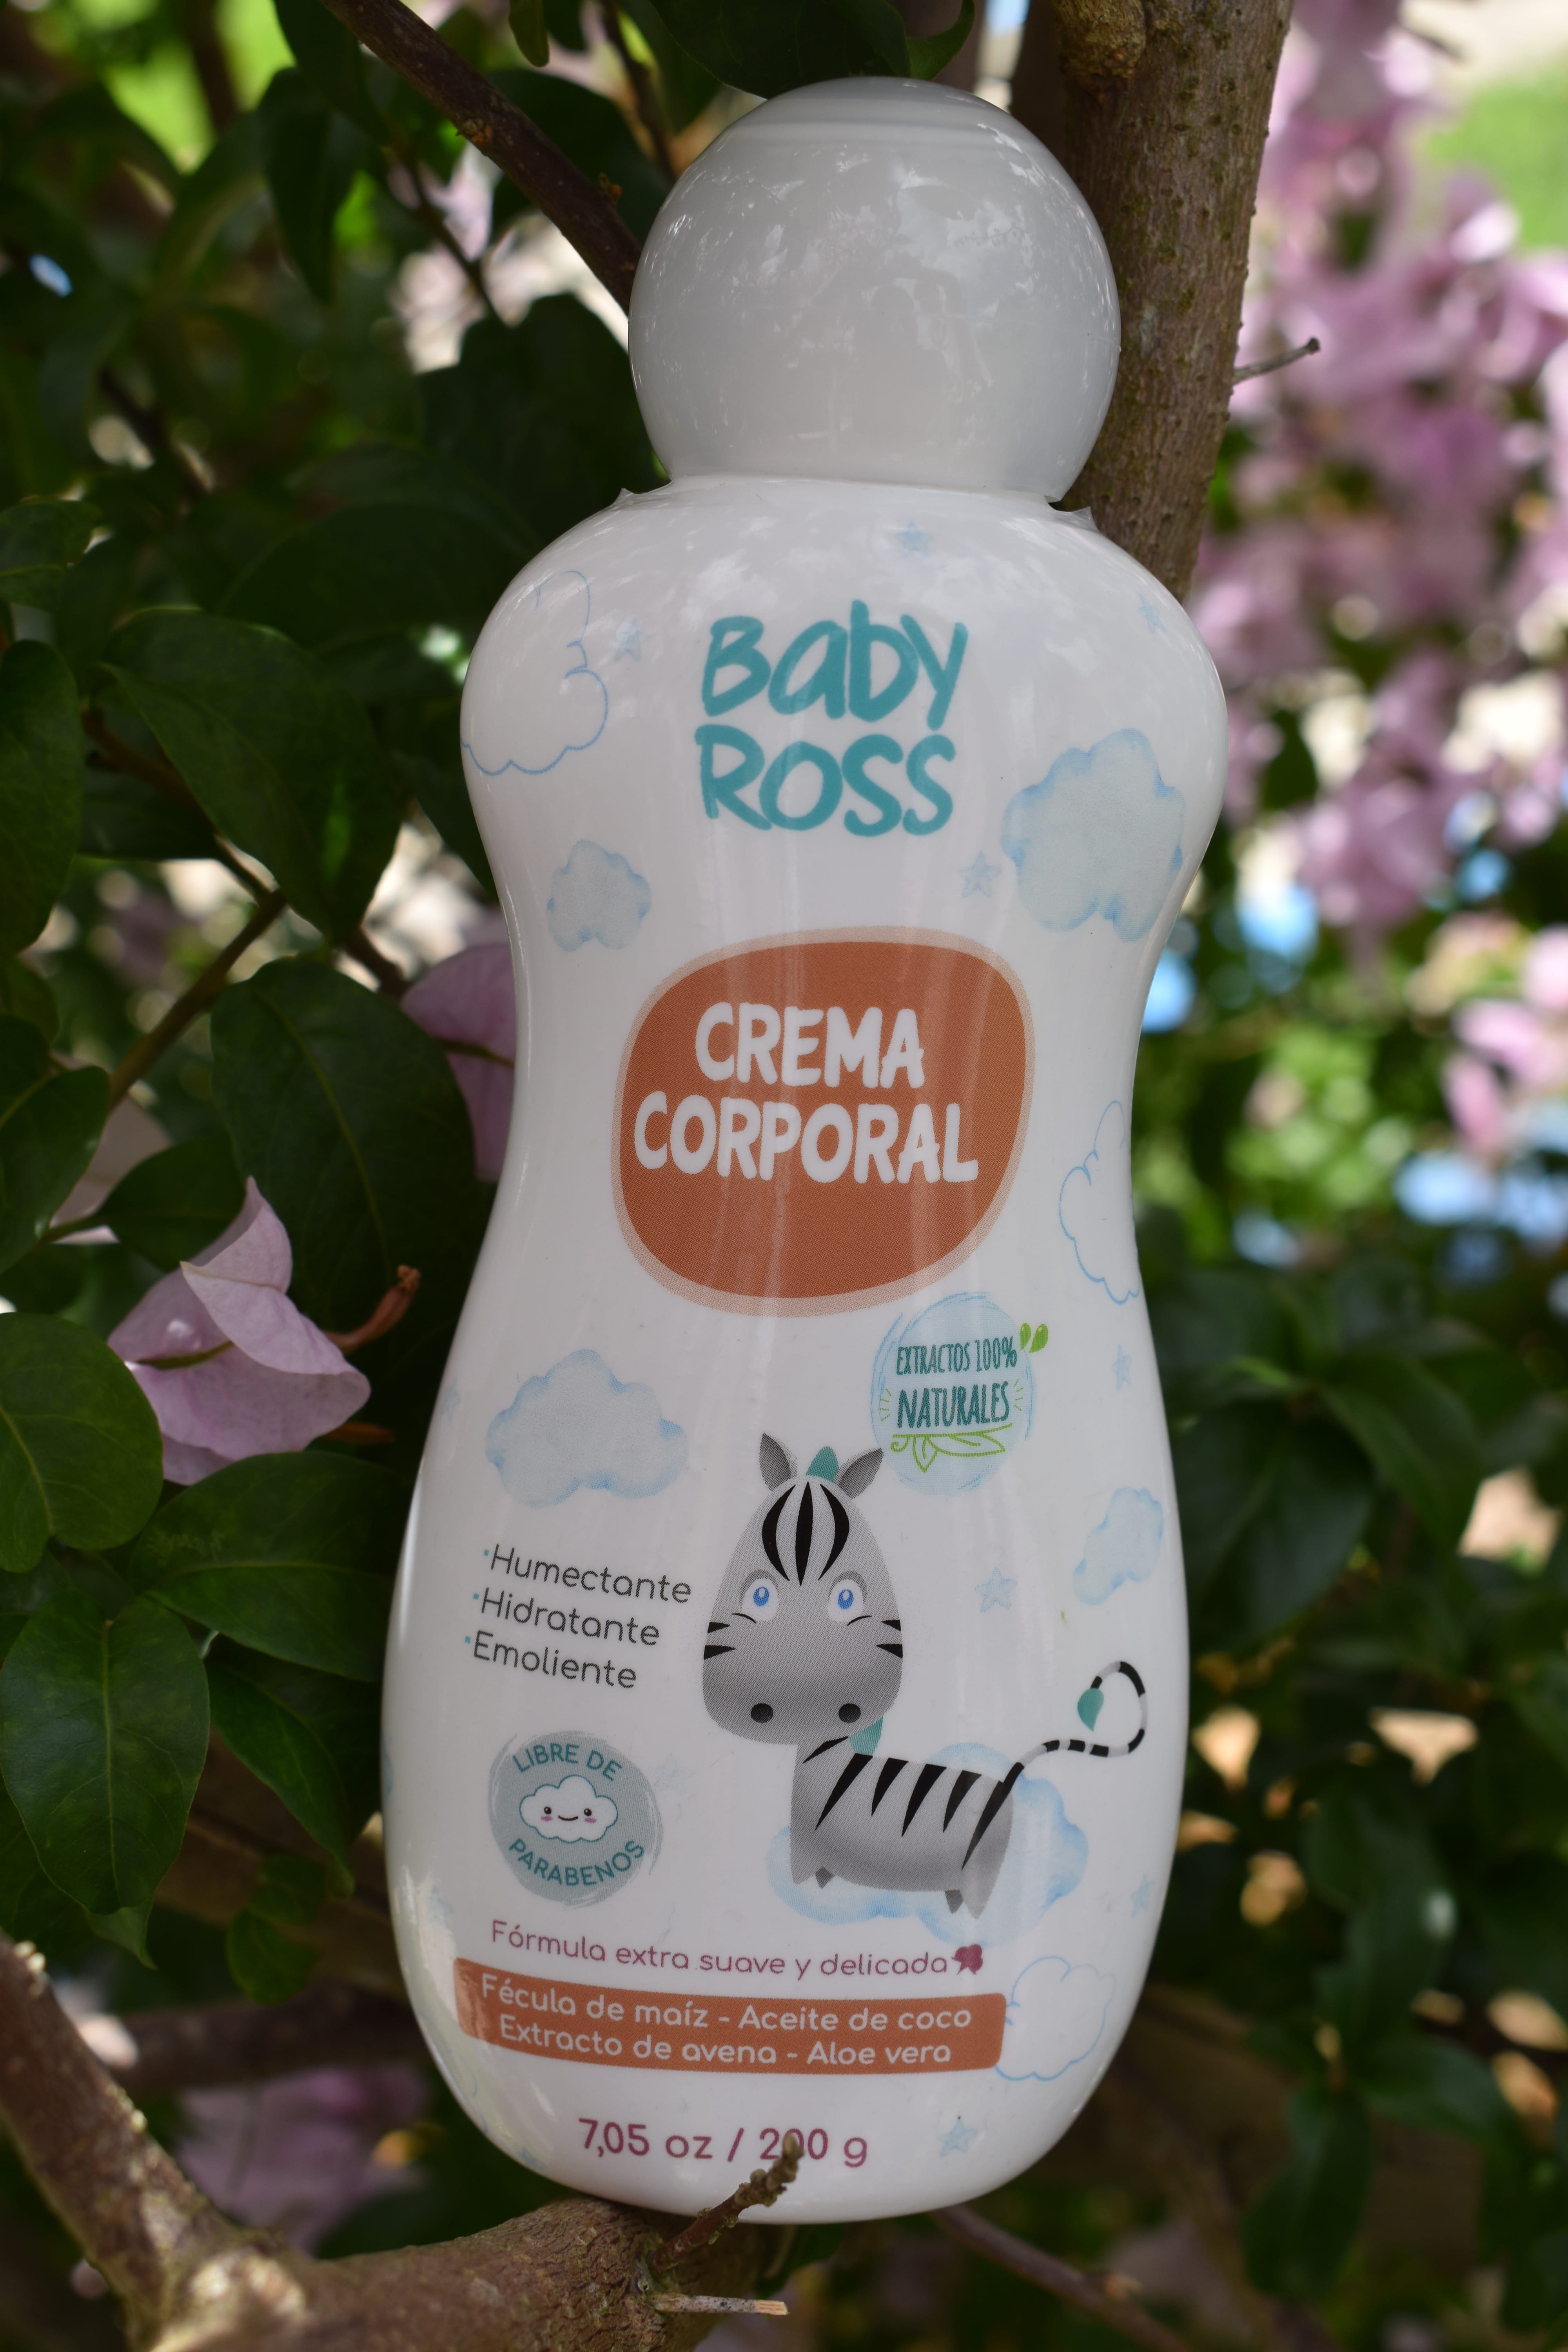 Baby
Ross
CREMA
CORPORAL
EXTRACTOS 100%
NATURALES
·Humectante
·Hidratante
·Emoliente
LIBRE DE
PARABENOS
Fórmula extra suave y delicada
Fécula de maíz - Aceite de coco
Extracto de avena - Aloe vera
7,05 oz / 200 g